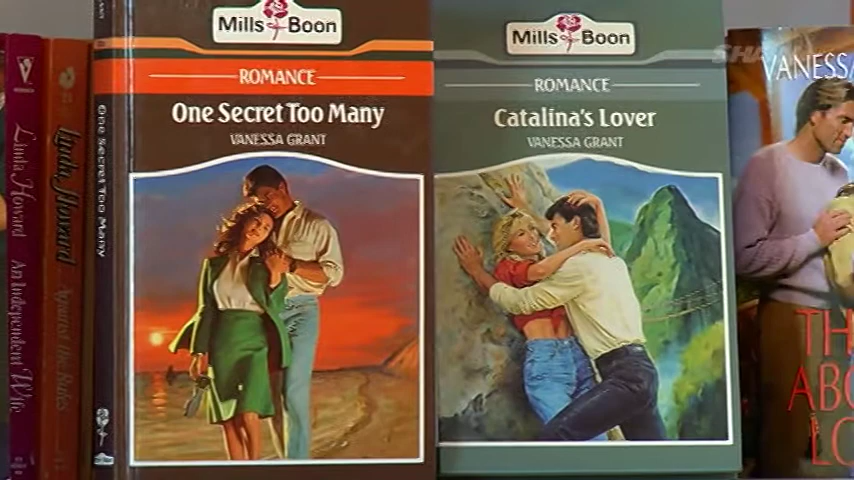 Linda Howard An Independent Wife
Linda Howard Against the Rules
One Secret Too Many
Mills & Boon
ROMANCE
One Secret Too Many
VANESSA GRANT
Mills & Boon
ROMANCE
Catalina's Lover
VANESSA GRANT
VANESSA
TH
ABO
LO